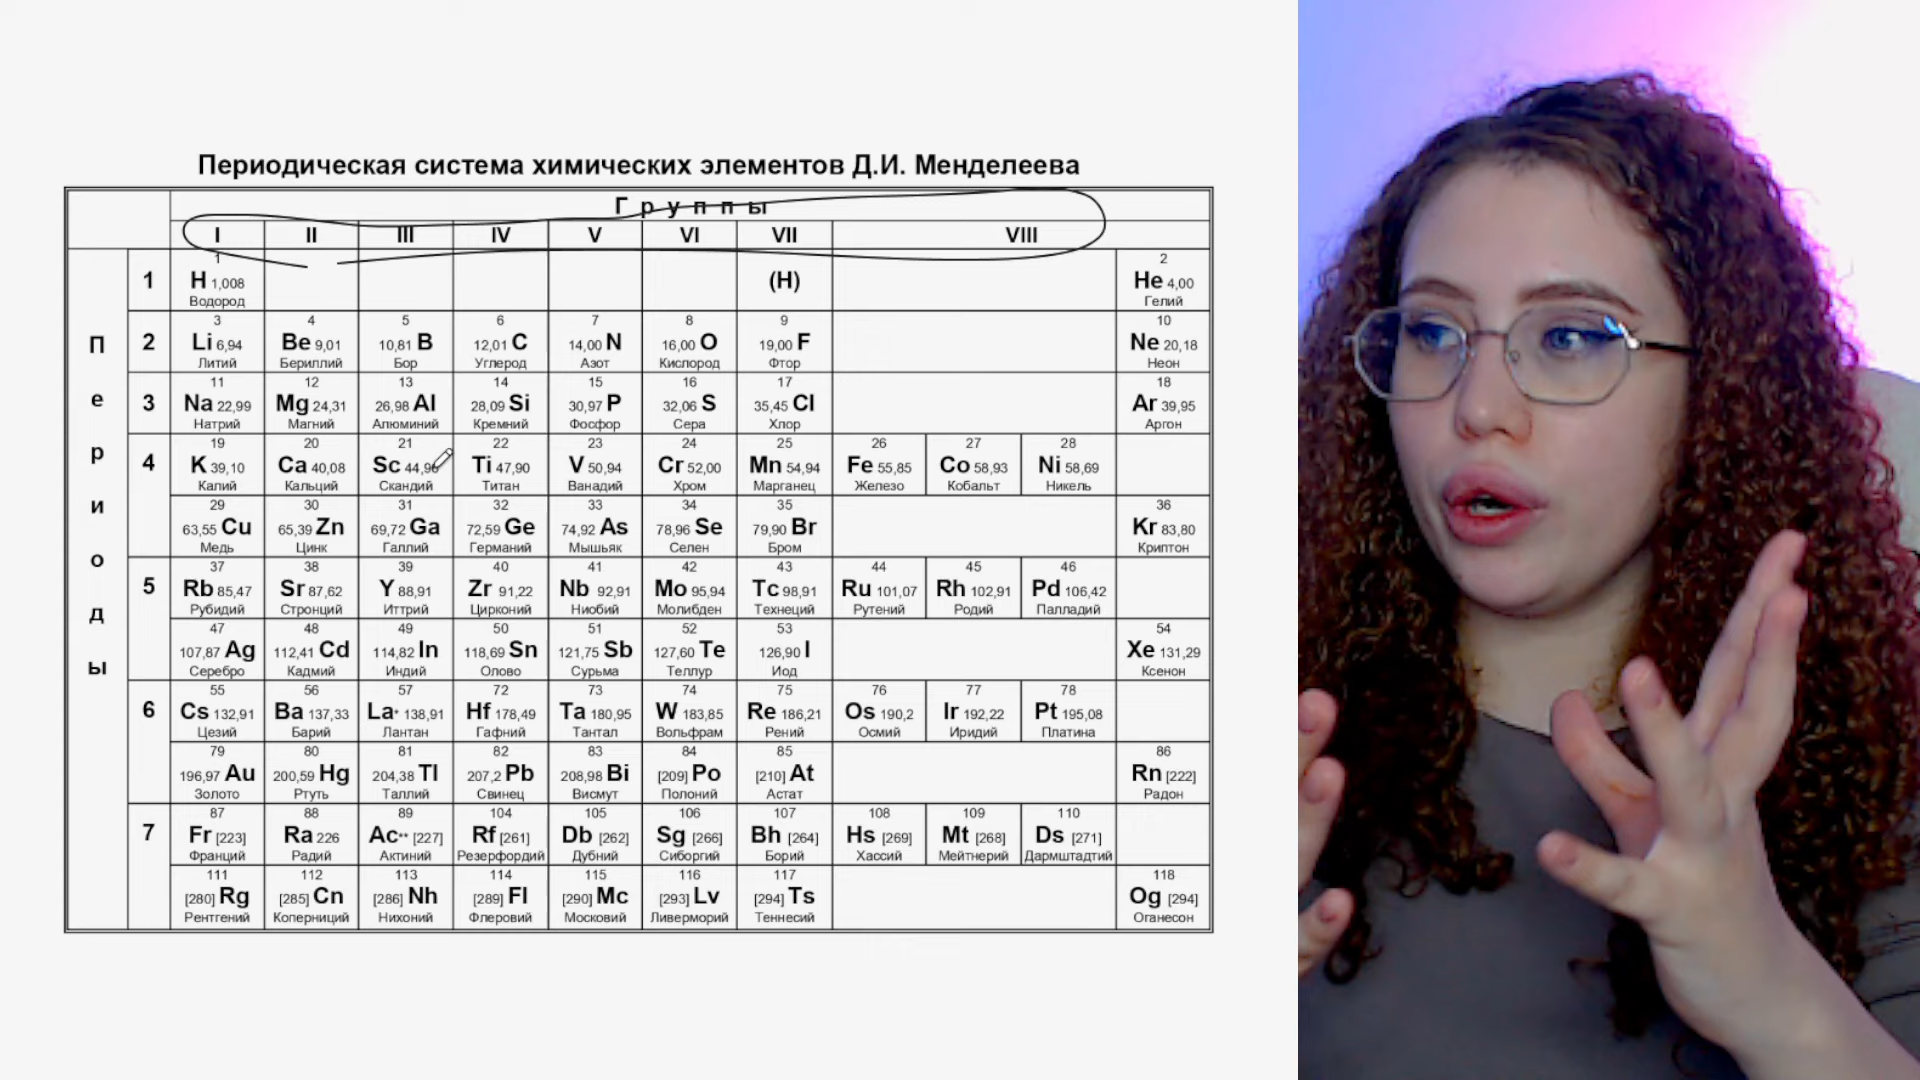 Периодическая система химических элементов Д.И. Менделеева
Группы
I II III IV V VI VII VIII
Периоды
1
1 2
H 1,008 (H) He 4,00
Водород Гелий
2
3 4 5 6 7 8 9 10
Li 6,94 Be 9,01 10,81 B 12,01 C 14,00 N 16,00 O 19,00 F Ne 20,18
Литий Бериллий Бор Углерод Азот Кислород Фтор Неон
3
11 12 13 14 15 16 17 18
Na 22,99 Mg 24,31 26,98 Al 28,09 Si 30,97 P 32,06 S 35,45 Cl Ar 39,95
Натрий Магний Алюминий Кремний Фосфор Сера Хлор Аргон
4
19 20 21 22 23 24 25 26 27 28
K 39,10 Ca 40,08 Sc 44,96 Ti 47,90 V 50,94 Cr 52,00 Mn 54,94 Fe 55,85 Co 58,93 Ni 58,69
Калий Кальций Скандий Титан Ванадий Хром Марганец Железо Кобальт Никель
29 30 31 32 33 34 35 36
63,55 Cu 65,39 Zn 69,72 Ga 72,59 Ge 74,92 As 78,96 Se 79,90 Br Kr 83,80
Медь Цинк Галлий Германий Мышьяк Селен Бром Криптон
5
37 38 39 40 41 42 43 44 45 46
Rb 85,47 Sr 87,62 Y 88,91 Zr 91,22 Nb 92,91 Mo 95,94 Tc 98,91 Ru 101,07 Rh 102,91 Pd 106,42
Рубидий Стронций Иттрий Цирконий Ниобий Молибден Технеций Рутений Родий Палладий
47 48 49 50 51 52 53 54
107,87 Ag 112,41 Cd 114,82 In 118,69 Sn 121,75 Sb 127,60 Te 126,90 I Xe 131,29
Серебро Кадмий Индий Олово Сурьма Теллур Иод Ксенон
6
55 56 57 72 73 74 75 76 77 78
Cs 132,91 Ba 137,33 La* 138,91 Hf 178,49 Ta 180,95 W 183,85 Re 186,21 Os 190,2 Ir 192,22 Pt 195,08
Цезий Барий Лантан Гафний Тантал Вольфрам Рений Осмий Иридий Платина
79 80 81 82 83 84 85 86
196,97 Au 200,59 Hg 204,38 Tl 207,2 Pb 208,98 Bi [209] Po [210] At Rn [222]
Золото Ртуть Таллий Свинец Висмут Полоний Астат Радон
7
87 88 89 104 105 106 107 108 109 110
Fr [223] Ra 226 Ac** [227] Rf [261] Db [262] Sg [266] Bh [264] Hs [269] Mt [268] Ds [271]
Франций Радий Актиний Резерфордий Дубний Сиборгий Борий Хассий Мейтнерий Дармштадтий
111 112 113 114 115 116 117 118
[280] Rg [285] Cn [286] Nh [289] Fl [290] Mc [293] Lv [294] Ts Og [294]
Рентгений Коперниций Нихоний Флеровий Московий Ливерморий Теннесий Оганесон